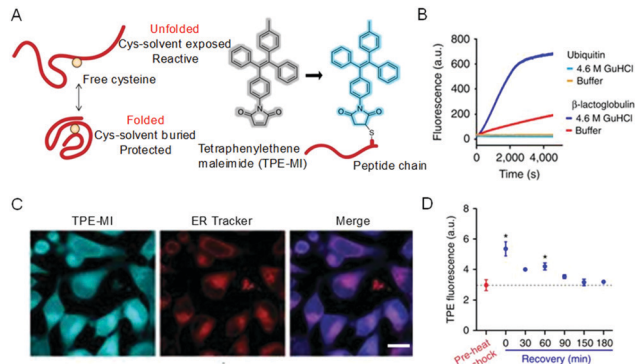 A
Unfolded
Cys-solvent exposed
Reactive
Free cysteine
Folded
Cys-solvent buried
Protected
N
O
O
Tetraphenylethene
maleimide (TPE-MI)
N
O
O
S
Peptide chain
B
Fluorescence (a.u.)
800
600
400
200
0
0
2,000
4,000
Time (s)
Ubiquitin
4.6 M GuHCl
Buffer
β-lactoglobulin
4.6 M GuHCl
Buffer
C
TPE-MI
ER Tracker
Merge
D
TPE fluorescence (a.u.)
8
6
4
2
0
*
*
Pre-heat
shock
0
30
60
90
150
180
Recovery (min)